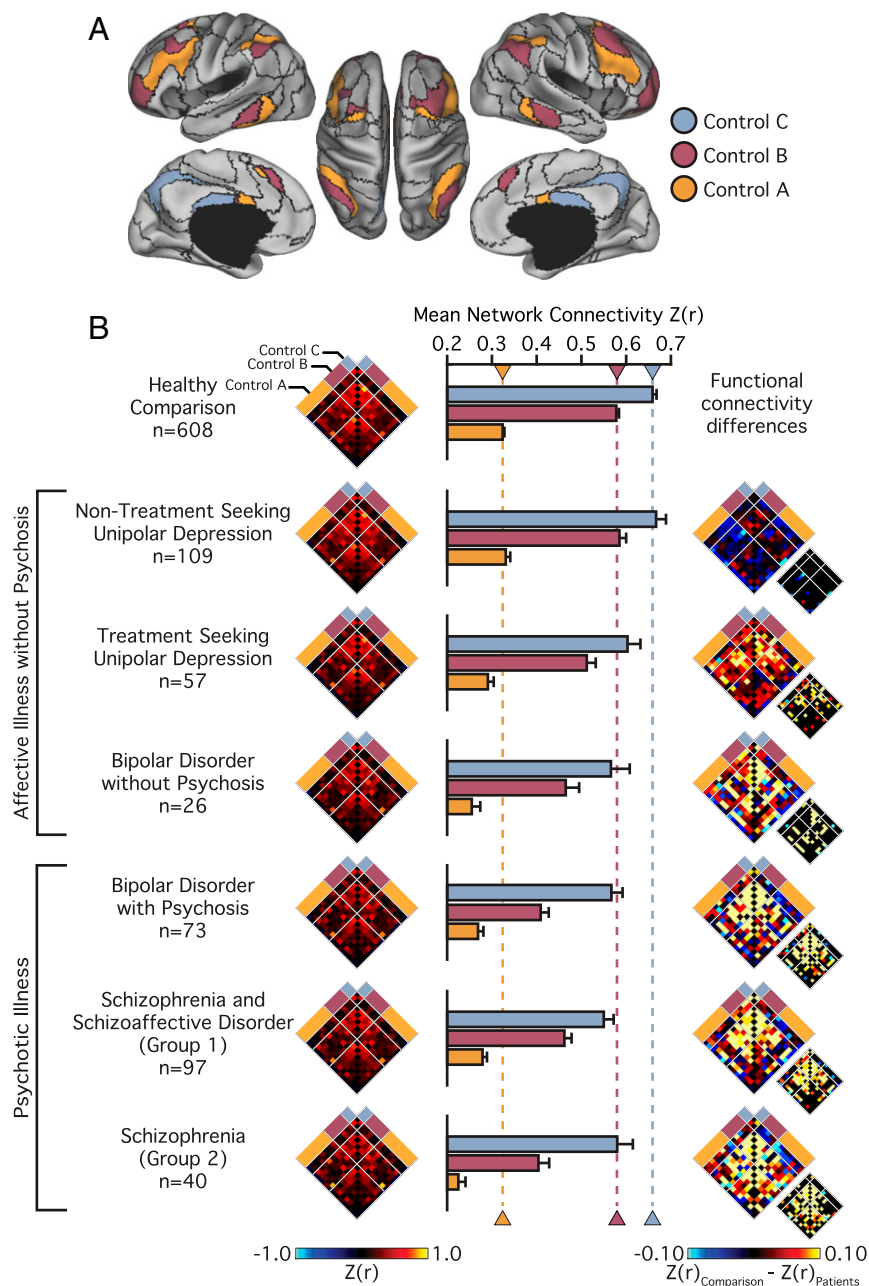 A
Control C
Control B
Control A
B
Mean Network Connectivity Z(r)
0.2 0.3 0.4 0.5 0.6 0.7
Control C
Control B
Control A
Healthy
Comparison
n=608
Functional
connectivity
differences
Affective Illness without Psychosis
Non-Treatment Seeking
Unipolar Depression
n=109
Treatment Seeking
Unipolar Depression
n=57
Bipolar Disorder
without Psychosis
n=26
Psychotic Illness
Bipolar Disorder
with Psychosis
n=73
Schizophrenia and
Schizoaffective Disorder
(Group 1)
n=97
Schizophrenia
(Group 2)
n=40
-1.0 1.0
Z(r)
-0.10 0.10
Z(r)Comparison - Z(r)Patients